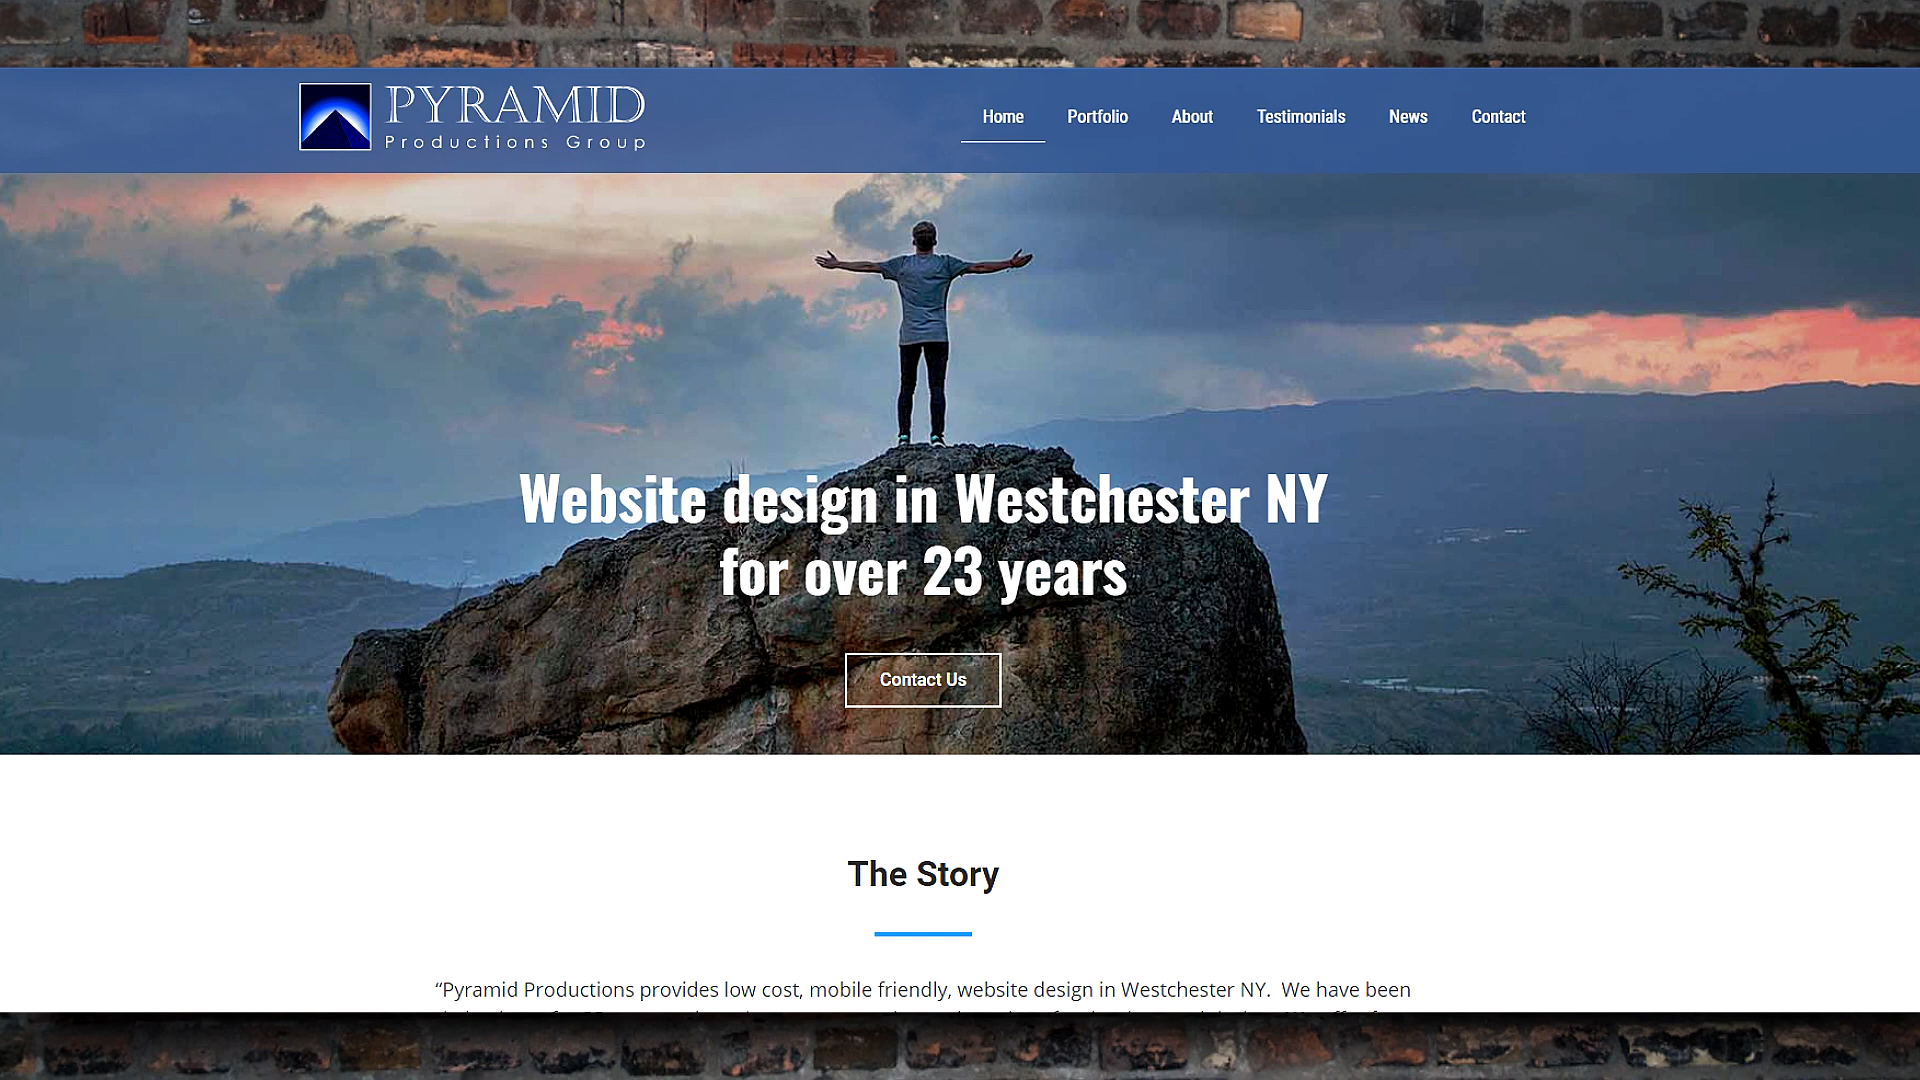 PYRAMID
Productions Group
Home Portfolio About Testimonials News Contact
Website design in Westchester NY
for over 23 years
Contact Us
The Story
“Pyramid Productions provides low cost, mobile friendly, website design in Westchester NY.  We have been